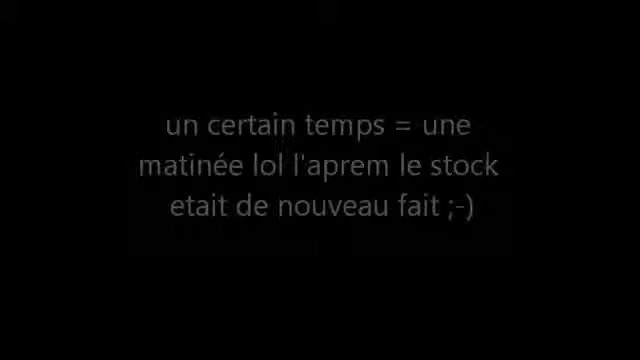 un certain temps = une
matinée lol l'aprem le stock
etait de nouveau fait ;-)